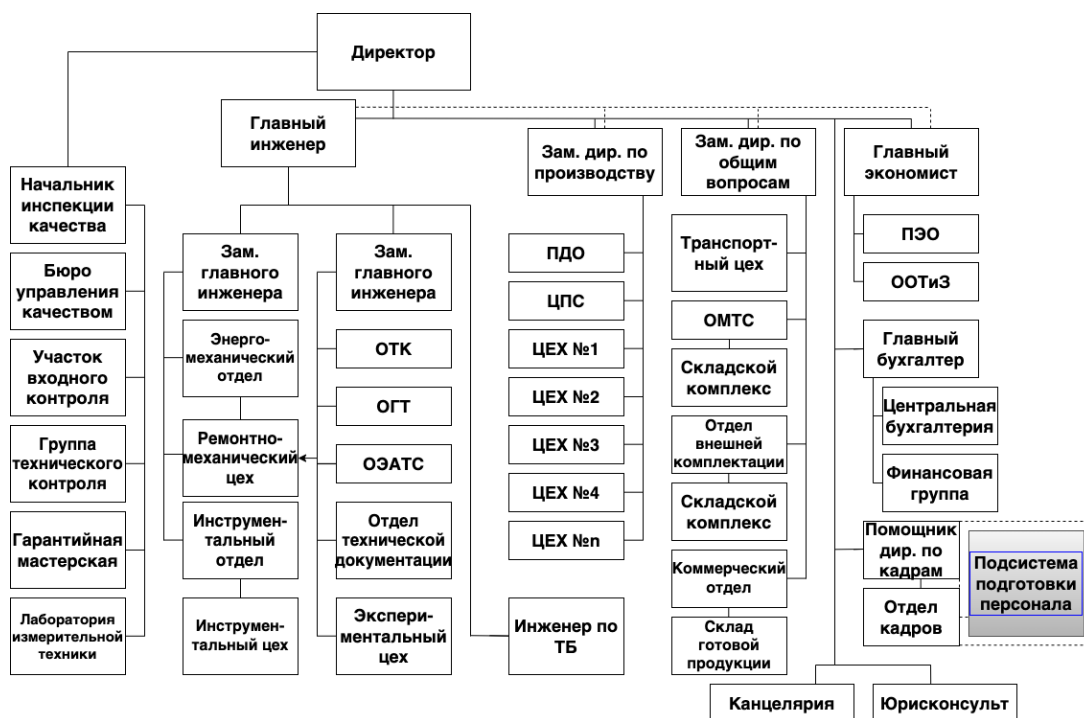 Директор
Главный
инженер
Зам. дир. по
производству
Зам. дир. по
общим
вопросам
Главный
экономист
Начальник
инспекции
качества
Бюро
управления
качеством
Участок
входного
контроля
Группа
технического
контроля
Гарантийная
мастерская
Лаборатория
измерительной
техники
Зам.
главного
инженера
Энерго-
механический
отдел
Ремонтно-
механический
цех
Инструмен-
тальный
отдел
Инструмен-
тальный цех
Зам.
главного
инженера
ОТК
ОГТ
ОЭАТС
Отдел
технической
документации
Экспери-
ментальный
цех
ПДО
ЦПС
ЦЕХ №1
ЦЕХ №2
ЦЕХ №3
ЦЕХ №4
ЦЕХ №n
Инженер по
ТБ
Транспорт-
ный цех
ОМТС
Складской
комплекс
Отдел
внешней
комплектации
Складской
комплекс
Коммерческий
отдел
Склад
готовой
продукции
ПЭО
ООТиЗ
Главный
бухгалтер
Центральная
бухгалтерия
Финансовая
группа
Помощник
дир. по
кадрам
Отдел
кадров
Подсистема
подготовки
персонала
Канцелярия
Юрисконсульт